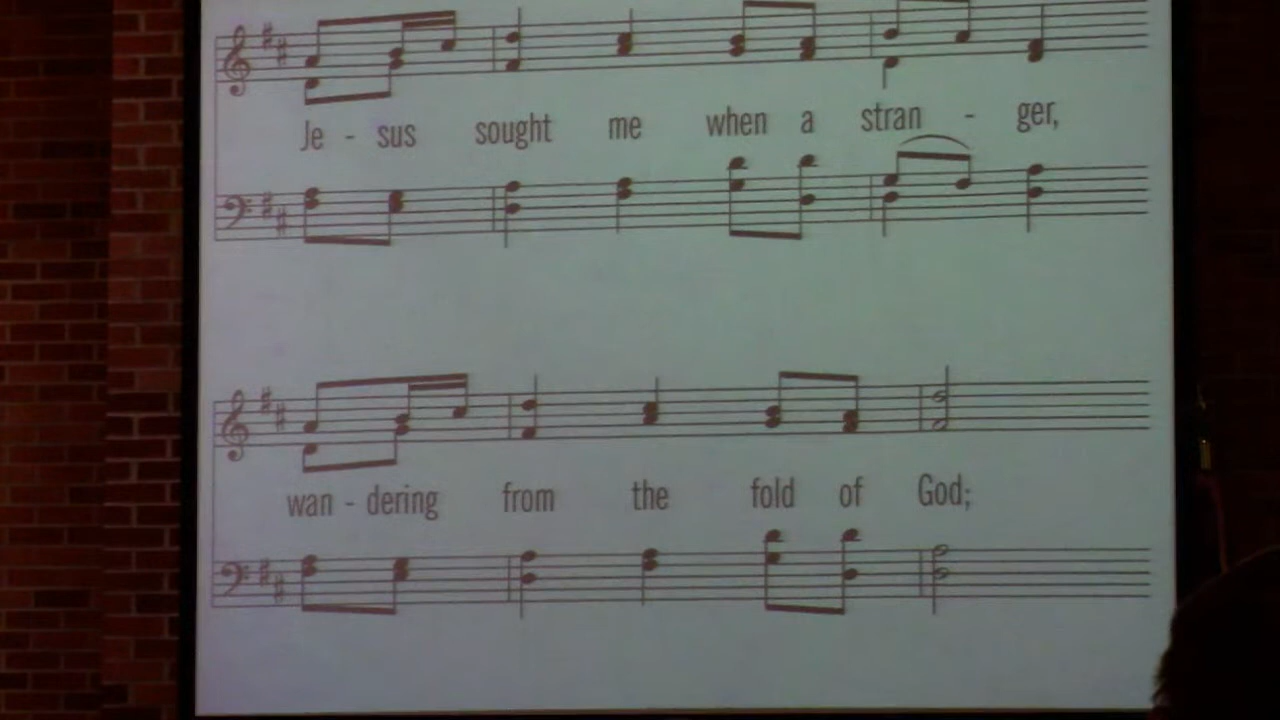 Je - sus sought me when a stran - ger,
wan - dering from the fold of God;